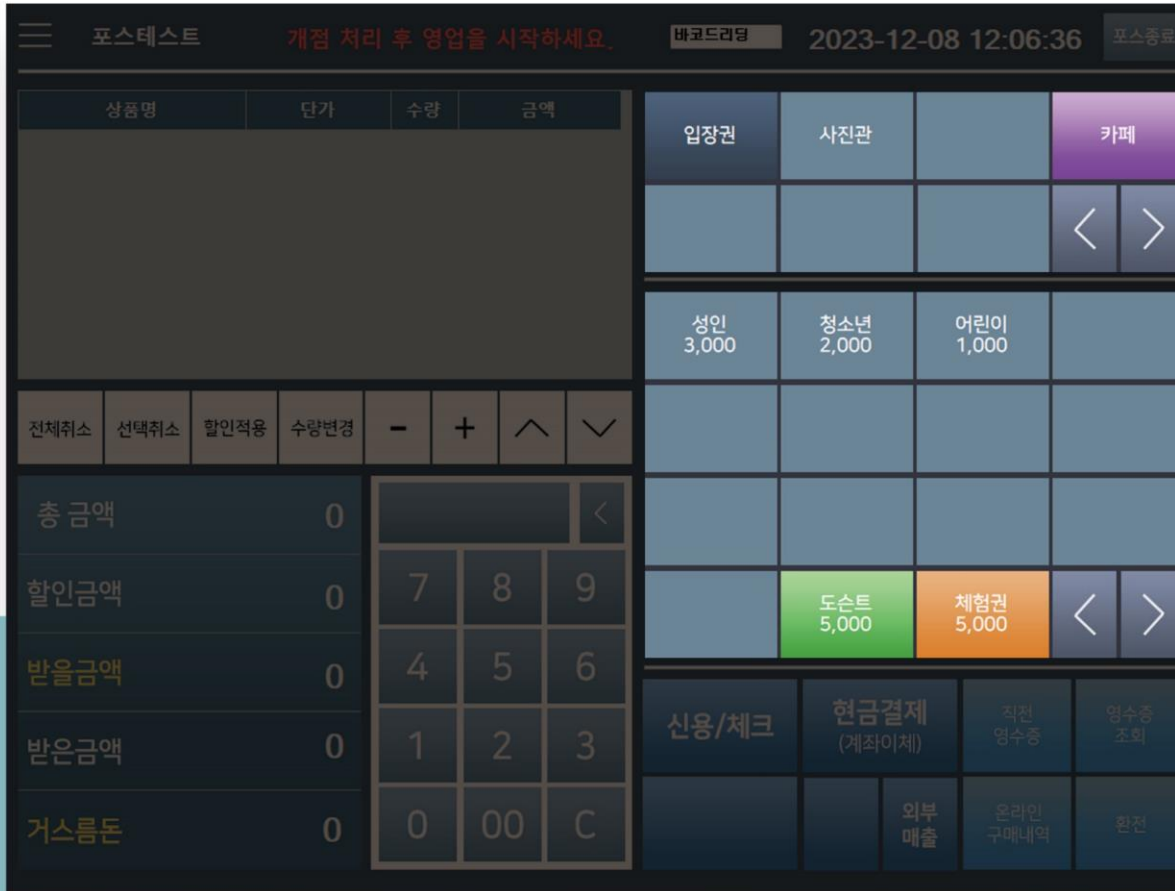 포스테스트
개점 처리 후 영업을 시작하세요.
바코드리딩
2023-12-08 12:06:36
포스종료
상품명 단가 수량 금액
입장권 사진관 카페
< >
성인 청소년 어린이
3,000 2,000 1,000
전체취소 선택취소 할인적용 수량변경 - +
총 금액 0
할인금액 0
받을금액 0
받은금액 0
거스름돈 0
<
7 8 9
4 5 6
1 2 3
0 00 C
도슨트 체험권
5,000 5,000
< >
신용/체크
현금결제
(계좌이체)
직전
영수증
영수증
조회
외부
매출
온라인
구매내역
환전